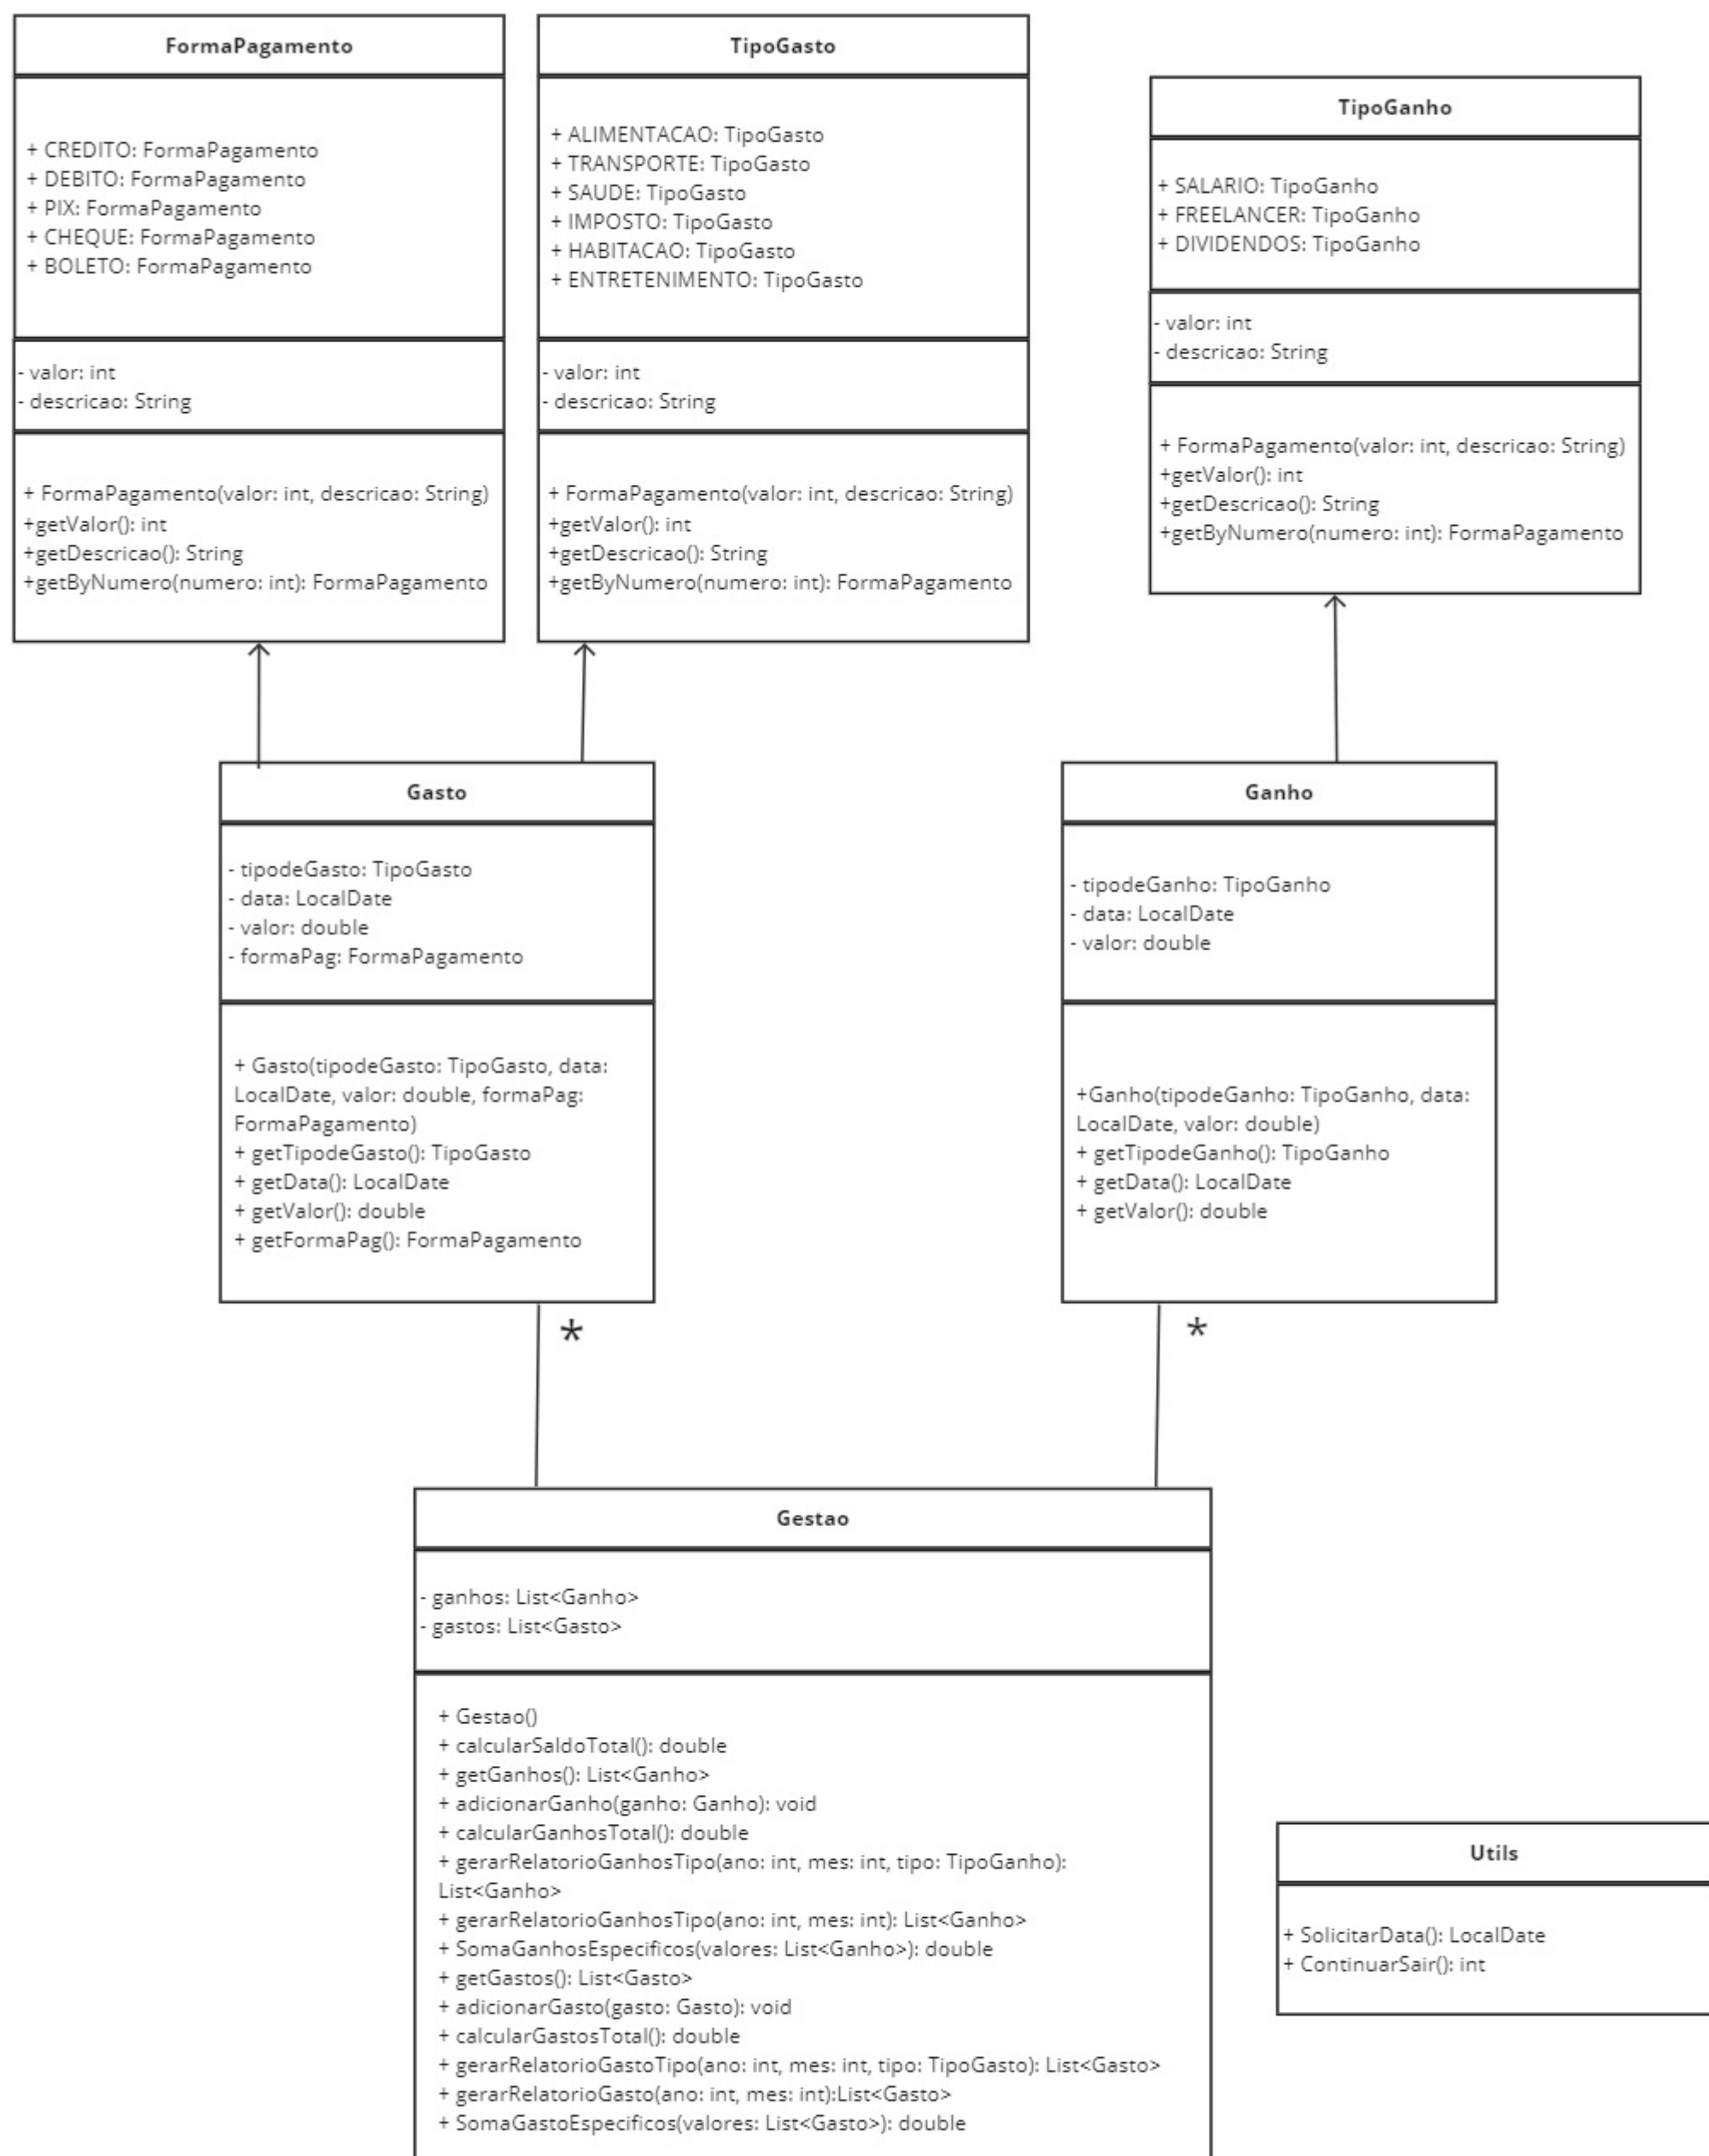 FormaPagamento
+ CREDITO: FormaPagamento
+ DEBITO: FormaPagamento
+ PIX: FormaPagamento
+ CHEQUE: FormaPagamento
+ BOLETO: FormaPagamento
- valor: int
- descricao: String
+ FormaPagamento(valor: int, descricao: String)
+getValor(): int
+getDescricao(): String
+getByNumero(numero: int): FormaPagamento
TipoGasto
+ ALIMENTACAO: TipoGasto
+ TRANSPORTE: TipoGasto
+ SAUDE: TipoGasto
+ IMPOSTO: TipoGasto
+ HABITACAO: TipoGasto
+ ENTRETENIMENTO: TipoGasto
- valor: int
- descricao: String
+ FormaPagamento(valor: int, descricao: String)
+getValor(): int
+getDescricao(): String
+getByNumero(numero: int): FormaPagamento
TipoGanho
+ SALARIO: TipoGanho
+ FREELANCER: TipoGanho
+ DIVIDENDOS: TipoGanho
- valor: int
- descricao: String
+ FormaPagamento(valor: int, descricao: String)
+getValor(): int
+getDescricao(): String
+getByNumero(numero: int): FormaPagamento
Gasto
- tipodeGasto: TipoGasto
- data: LocalDate
- valor: double
- formaPag: FormaPagamento
+ Gasto(tipodeGasto: TipoGasto, data:
LocalDate, valor: double, formaPag:
FormaPagamento)
+ getTipodeGasto(): TipoGasto
+ getData(): LocalDate
+ getValor(): double
+ getFormaPag(): FormaPagamento
*
Ganho
- tipodeGanho: TipoGanho
- data: LocalDate
- valor: double
+Ganho(tipodeGanho: TipoGanho, data:
LocalDate, valor: double)
+ getTipodeGanho(): TipoGanho
+ getData(): LocalDate
+ getValor(): double
*
Gestao
- ganhos: List<Ganho>
- gastos: List<Gasto>
+ Gestao()
+ calcularSaldoTotal(): double
+ getGanhos(): List<Ganho>
+ adicionarGanho(ganho: Ganho): void
+ calcularGanhosTotal(): double
+ gerarRelatorioGanhosTipo(ano: int, mes: int, tipo: TipoGanho):
List<Ganho>
+ gerarRelatorioGanhosTipo(ano: int, mes: int): List<Ganho>
+ SomaGanhosEspecificos(valores: List<Ganho>): double
+ getGastos(): List<Gasto>
+ adicionarGasto(gasto: Gasto): void
+ calcularGastosTotal(): double
+ gerarRelatorioGastoTipo(ano: int, mes: int, tipo: TipoGasto): List<Gasto>
+ gerarRelatorioGasto(ano: int, mes: int):List<Gasto>
+ SomaGastoEspecificos(valores: List<Gasto>): double
Utils
+ SolicitarData(): LocalDate
+ ContinuarSair(): int